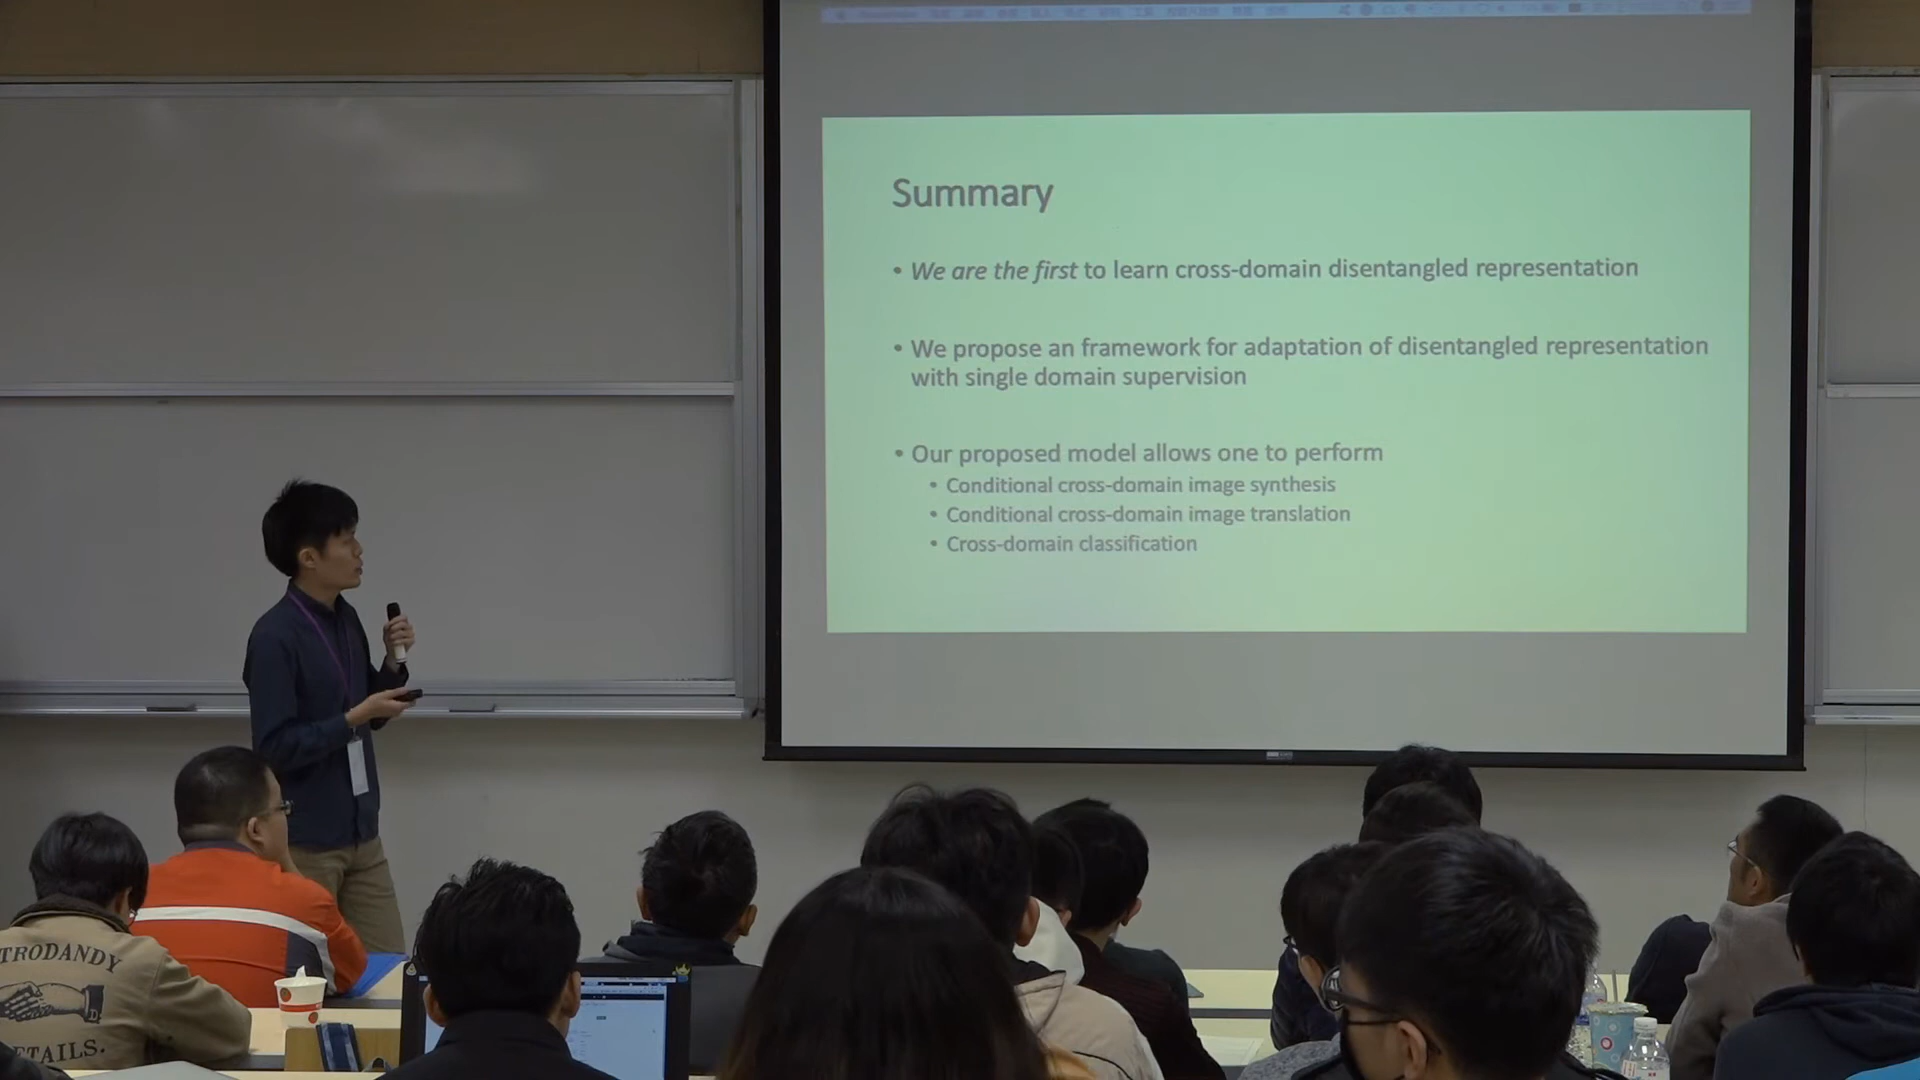 Summary
• We are the first to learn cross-domain disentangled representation
• We propose an framework for adaptation of disentangled representation
with single domain supervision
• Our proposed model allows one to perform
• Conditional cross-domain image synthesis
• Conditional cross-domain image translation
• Cross-domain classification
TRODANDY
D.
ETAILS.